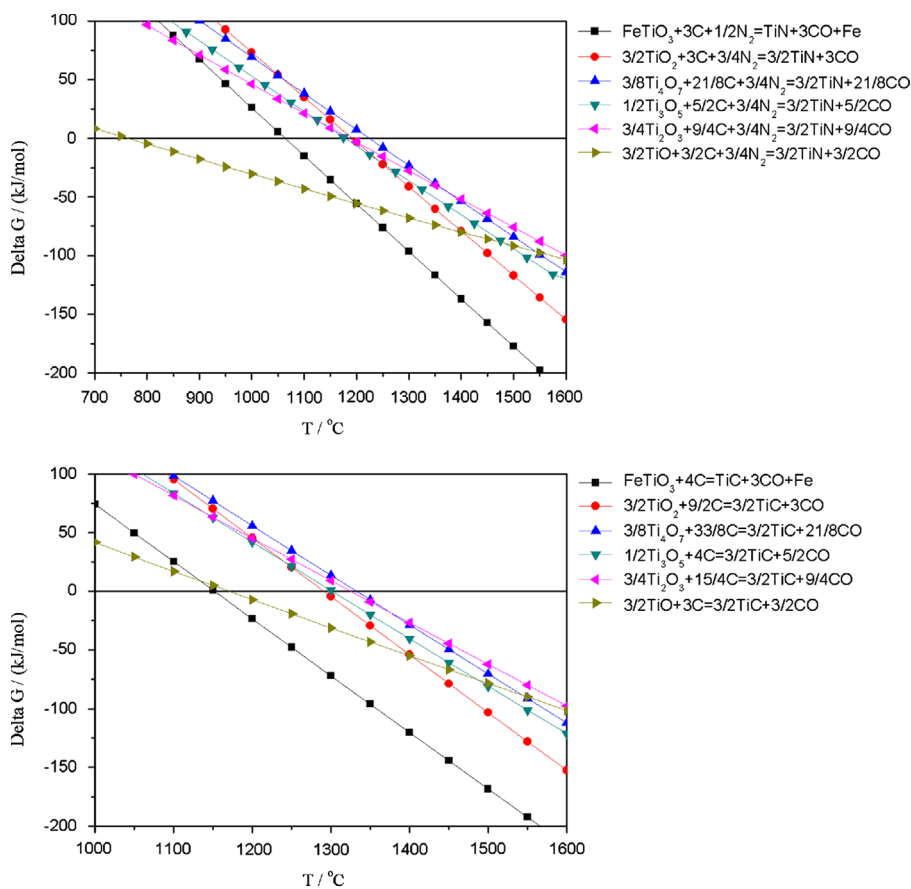 FeTiO₃+3C+1/2N₂=TiN+3CO+Fe
3/2TiO₂+3C+3/4N₂=3/2TiN+3CO
3/8Ti₄O₇+21/8C+3/4N₂=3/2TiN+21/8CO
1/2Ti₃O₅+5/2C+3/4N₂=3/2TiN+5/2CO
3/4Ti₂O₃+9/4C+3/4N₂=3/2TiN+9/4CO
3/2TiO+3/2C+3/4N₂=3/2TiN+3/2CO
Delta G / (kJ/mol)
100
50
0
-50
-100
-150
-200
700 800 900 1000 1100 1200 1300 1400 1500 1600
T / °C
FeTiO₃+4C=TiC+3CO+Fe
3/2TiO₂+9/2C=3/2TiC+3CO
3/8Ti₄O₇+33/8C=3/2TiC+21/8CO
1/2Ti₃O₅+4C=3/2TiC+5/2CO
3/4Ti₂O₃+15/4C=3/2TiC+9/4CO
3/2TiO+3C=3/2TiC+3/2CO
Delta G / (kJ/mol)
100
50
0
-50
-100
-150
-200
1000 1100 1200 1300 1400 1500 1600
T / °C